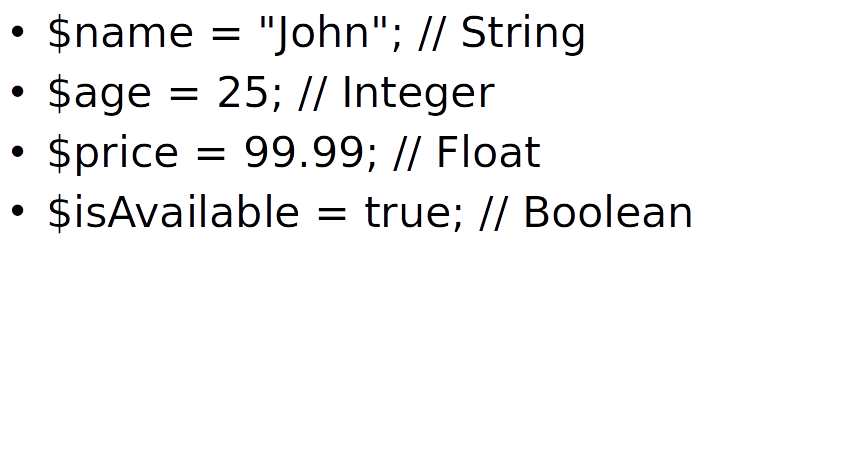 • $name = "John"; // String
• $age = 25; // Integer
• $price = 99.99; // Float
• $isAvailable = true; // Boolean